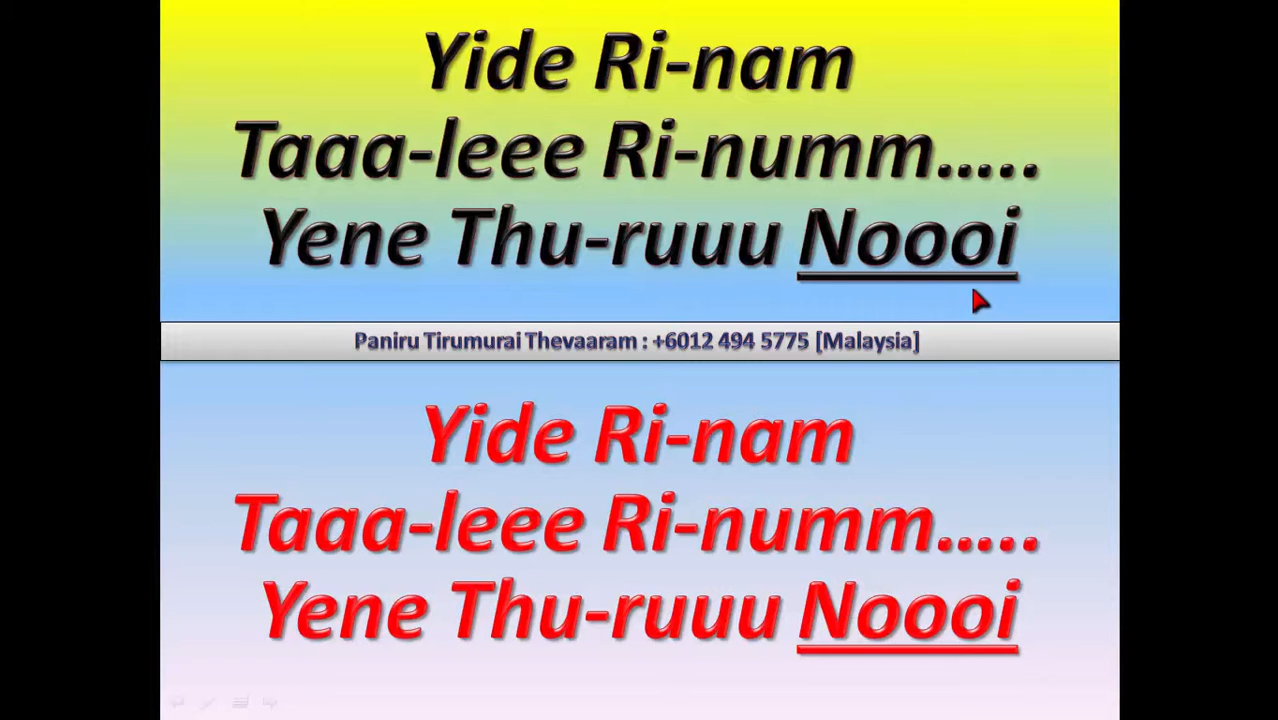 Yide Ri-nam
Taaa-leee Ri-numm.....
Yene Thu-ruuu Noooi
Paniru Tirumurai Thevaaram : +6012 494 5775 [Malaysia]
Yide Ri-nam
Taaa-leee Ri-numm.....
Yene Thu-ruuu Noooi